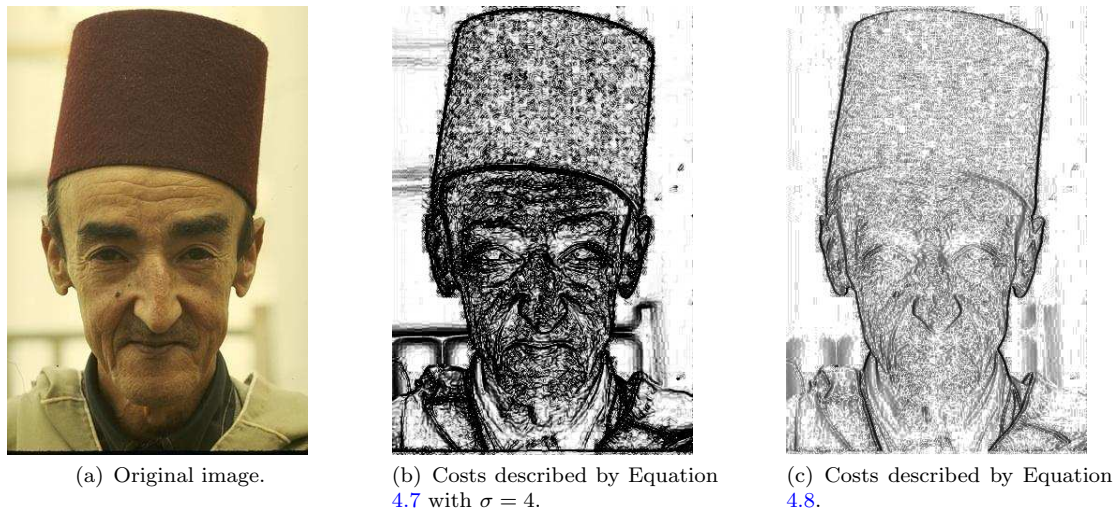 (a) Original image.
(b) Costs described by Equation
4.7 with σ = 4.
(c) Costs described by Equation
4.8.